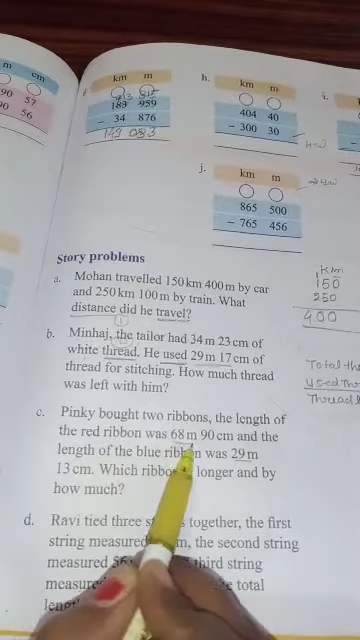 m cm
90 57
90 56
km m
189 959
- 34 876
149 083
h.
km m
404 40
- 300 30
i.
j.
km m
865 500
- 765 456
Story problems
a. Mohan travelled 150 km 400 m by car
and 250 km 100 m by train. What
distance did he travel?
b. Minhaj, the tailor had 34 m 23 cm of
white thread. He used 29 m 17 cm of
thread for stitching. How much thread
was left with him?
c. Pinky bought two ribbons, the length of
the red ribbon was 68 m 90 cm and the
length of the blue ribbon was 29 m
13 cm. Which ribbon is longer and by
how much?
d. Ravi tied three together, the first
string measured m, the second string
measured 56 third string
measured total
Km
150
250
400
Total th
Used thr
Thread l